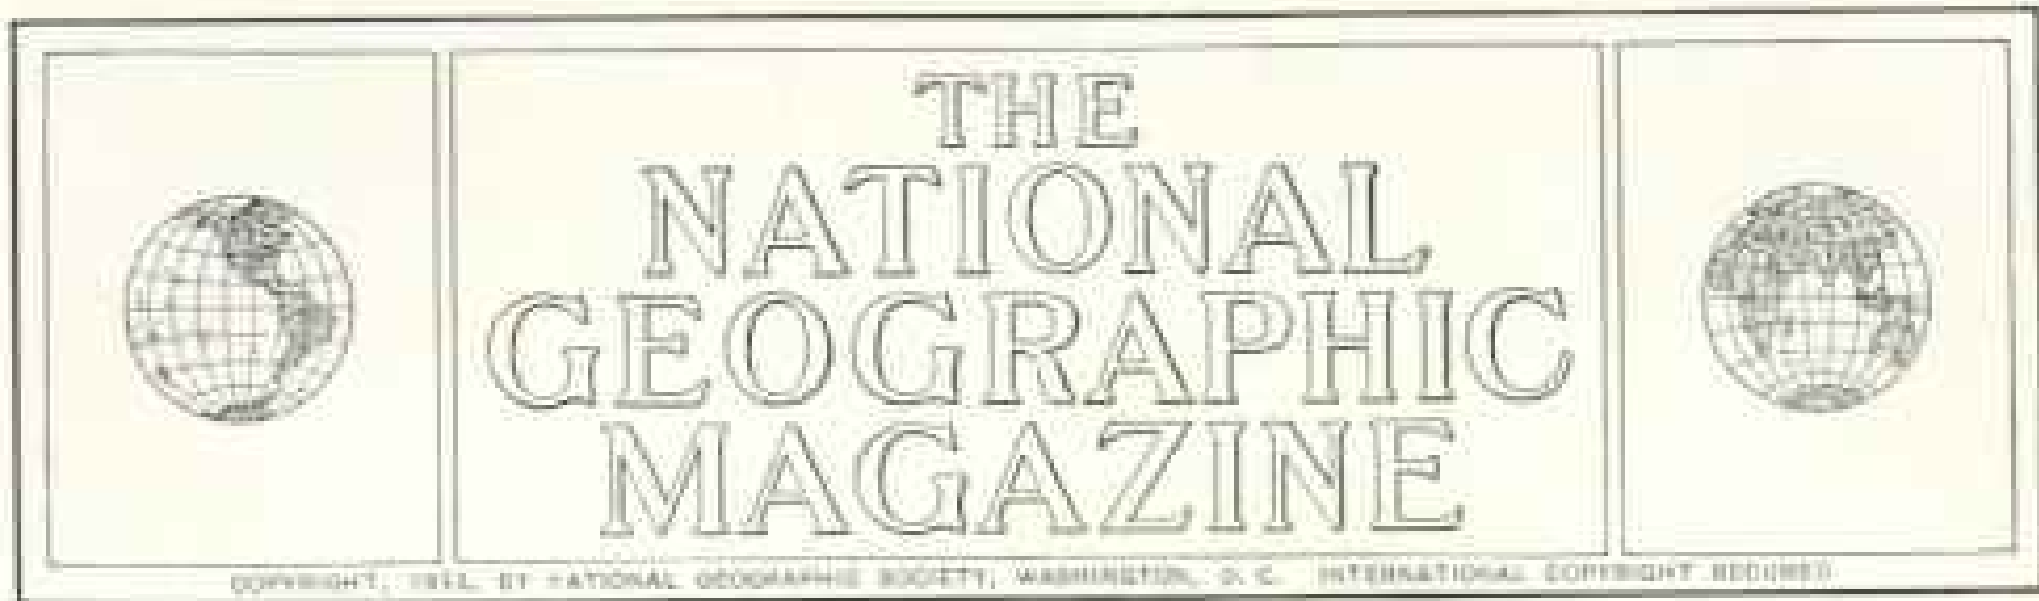 THE
NATIONAL
GEOGRAPHIC
MAGAZINE
COPYRIGHT, BY NATIONAL GEOGRAPHIC SOCIETY, WASHINGTON, D. C. INTERNATIONAL COPYRIGHT SECURED